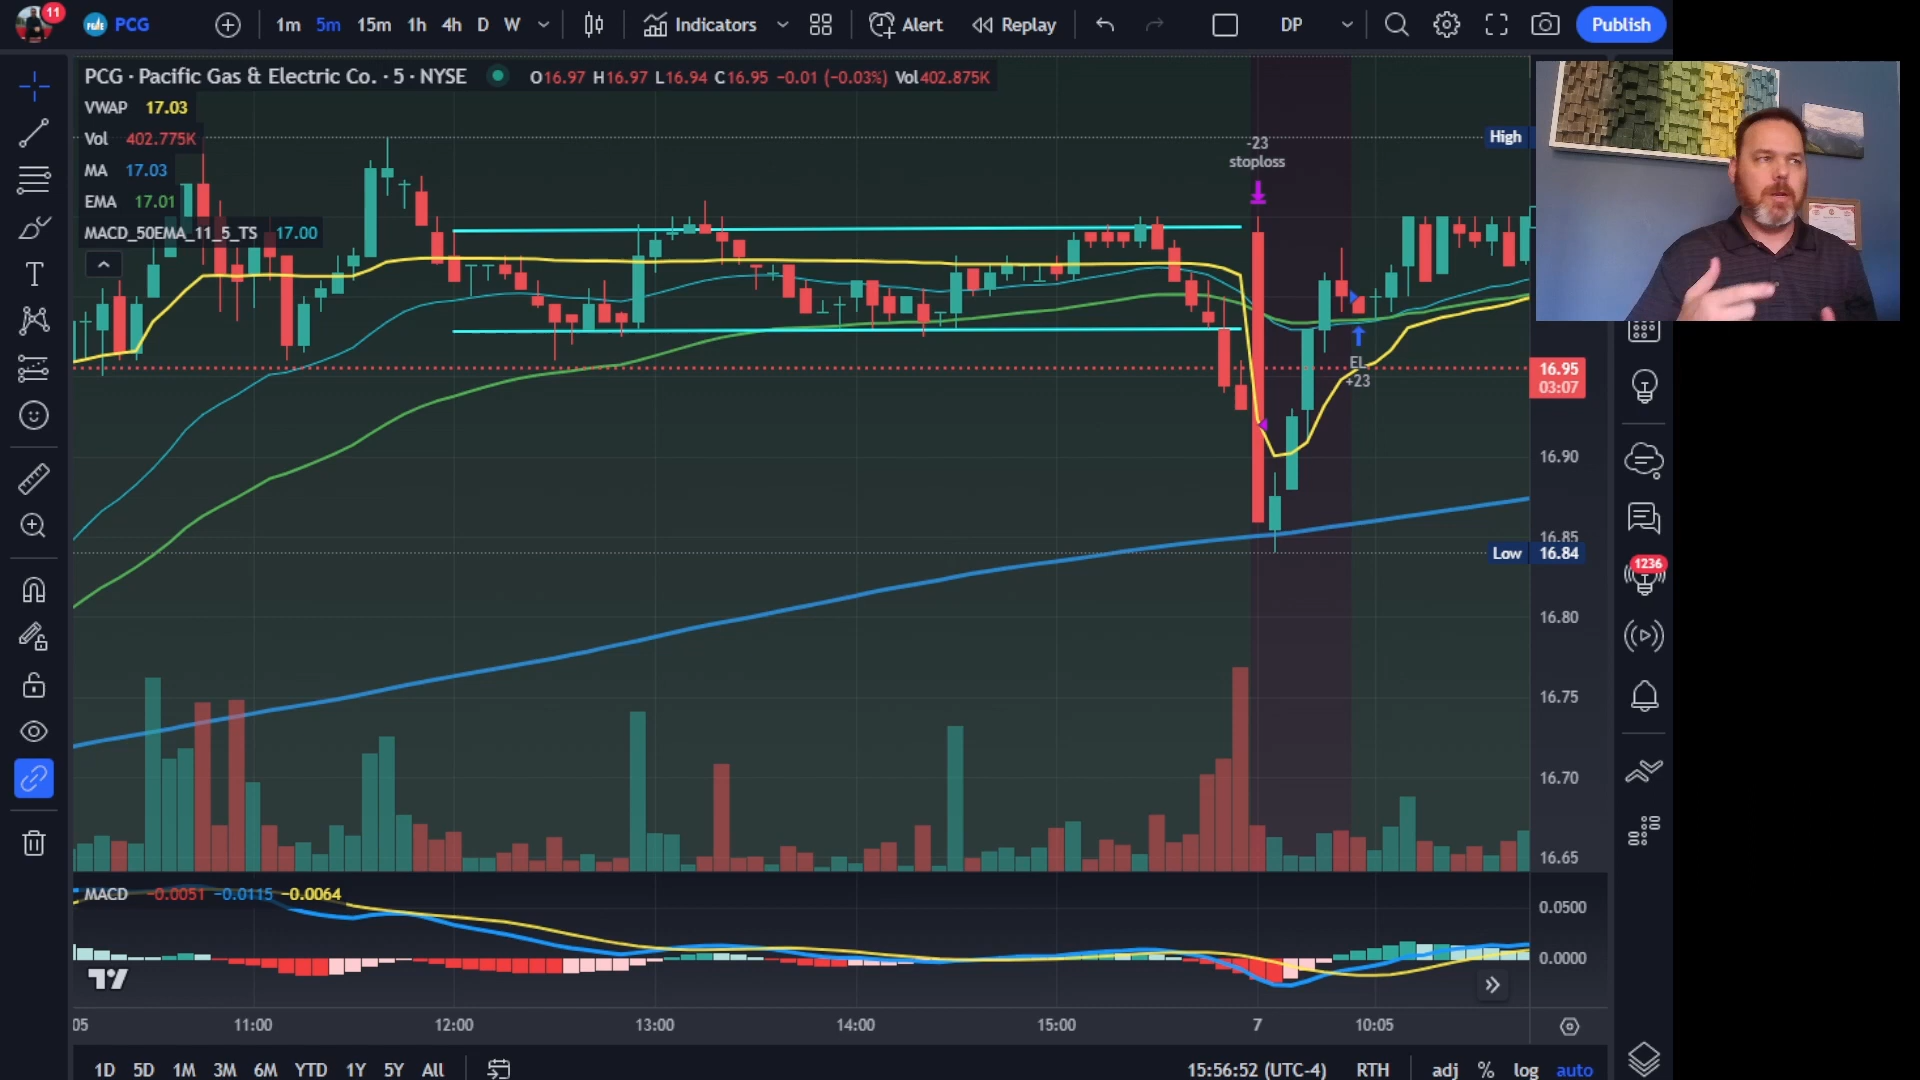 11
PCG
1m 5m 15m 1h 4h D W
Indicators
Alert
Replay
DP
Publish
PCG · Pacific Gas & Electric Co. · 5 · NYSE
O16.97 H16.97 L16.94 C16.95 −0.01 (−0.03%) Vol402.875K
VWAP 17.03
Vol 402.775K
MA 17.03
EMA 17.01
MACD_50EMA_11_5_TS 17.00
-23
stoploss
High
EL
+23
16.95
03:07
16.90
16.85
Low 16.84
16.80
16.75
16.70
16.65
1236
MACD −0.0051 −0.0115 −0.0064
0.0500
0.0000
05 11:00 12:00 13:00 14:00 15:00 7 10:05
1D 5D 1M 3M 6M YTD 1Y 5Y All
15:56:52 (UTC-4) RTH adj % log auto